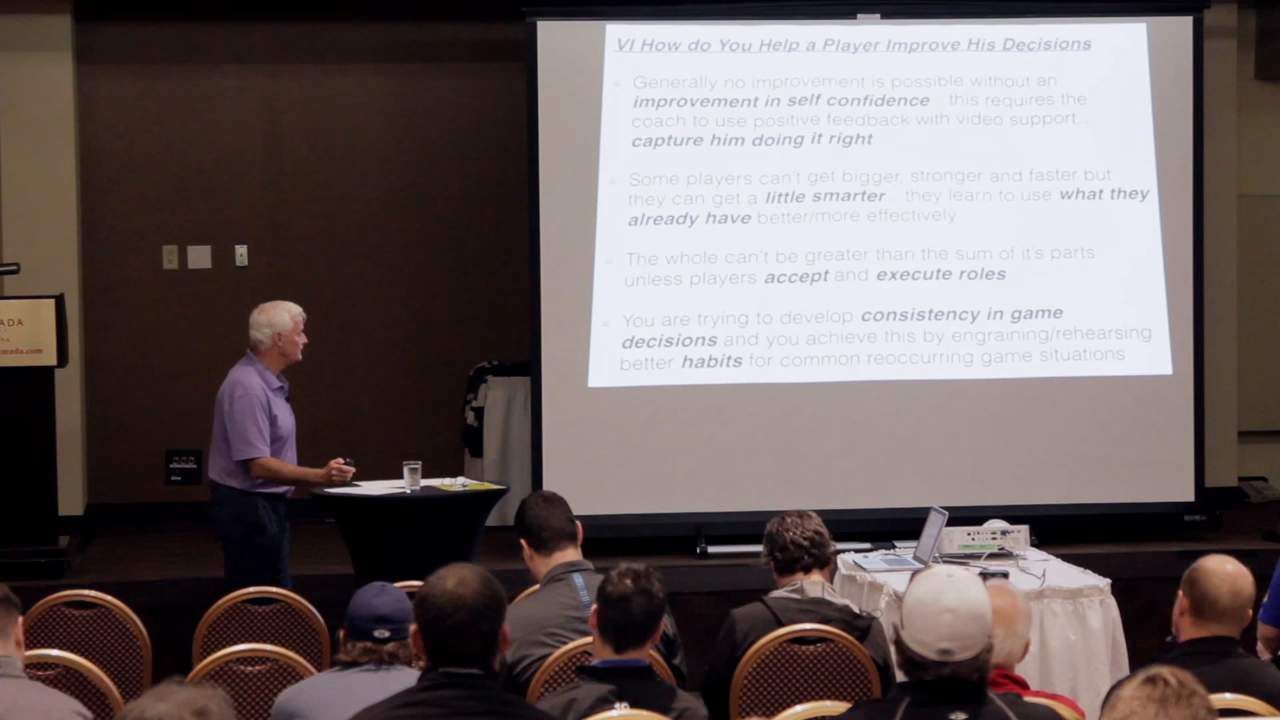 VI How do You Help a Player Improve His Decisions
Generally no improvement is possible without an
improvement in self confidence this requires the
coach to use positive feedback with video support...
capture him doing it right
Some players can't get bigger, stronger and faster but
they can get a little smarter they learn to use what they
already have better/more effectively
The whole can't be greater than the sum of it's parts
unless players accept and execute roles
You are trying to develop consistency in game
decisions and you achieve this by engraining/rehearsing
better habits for common reoccurring game situations
ADA
mada.com